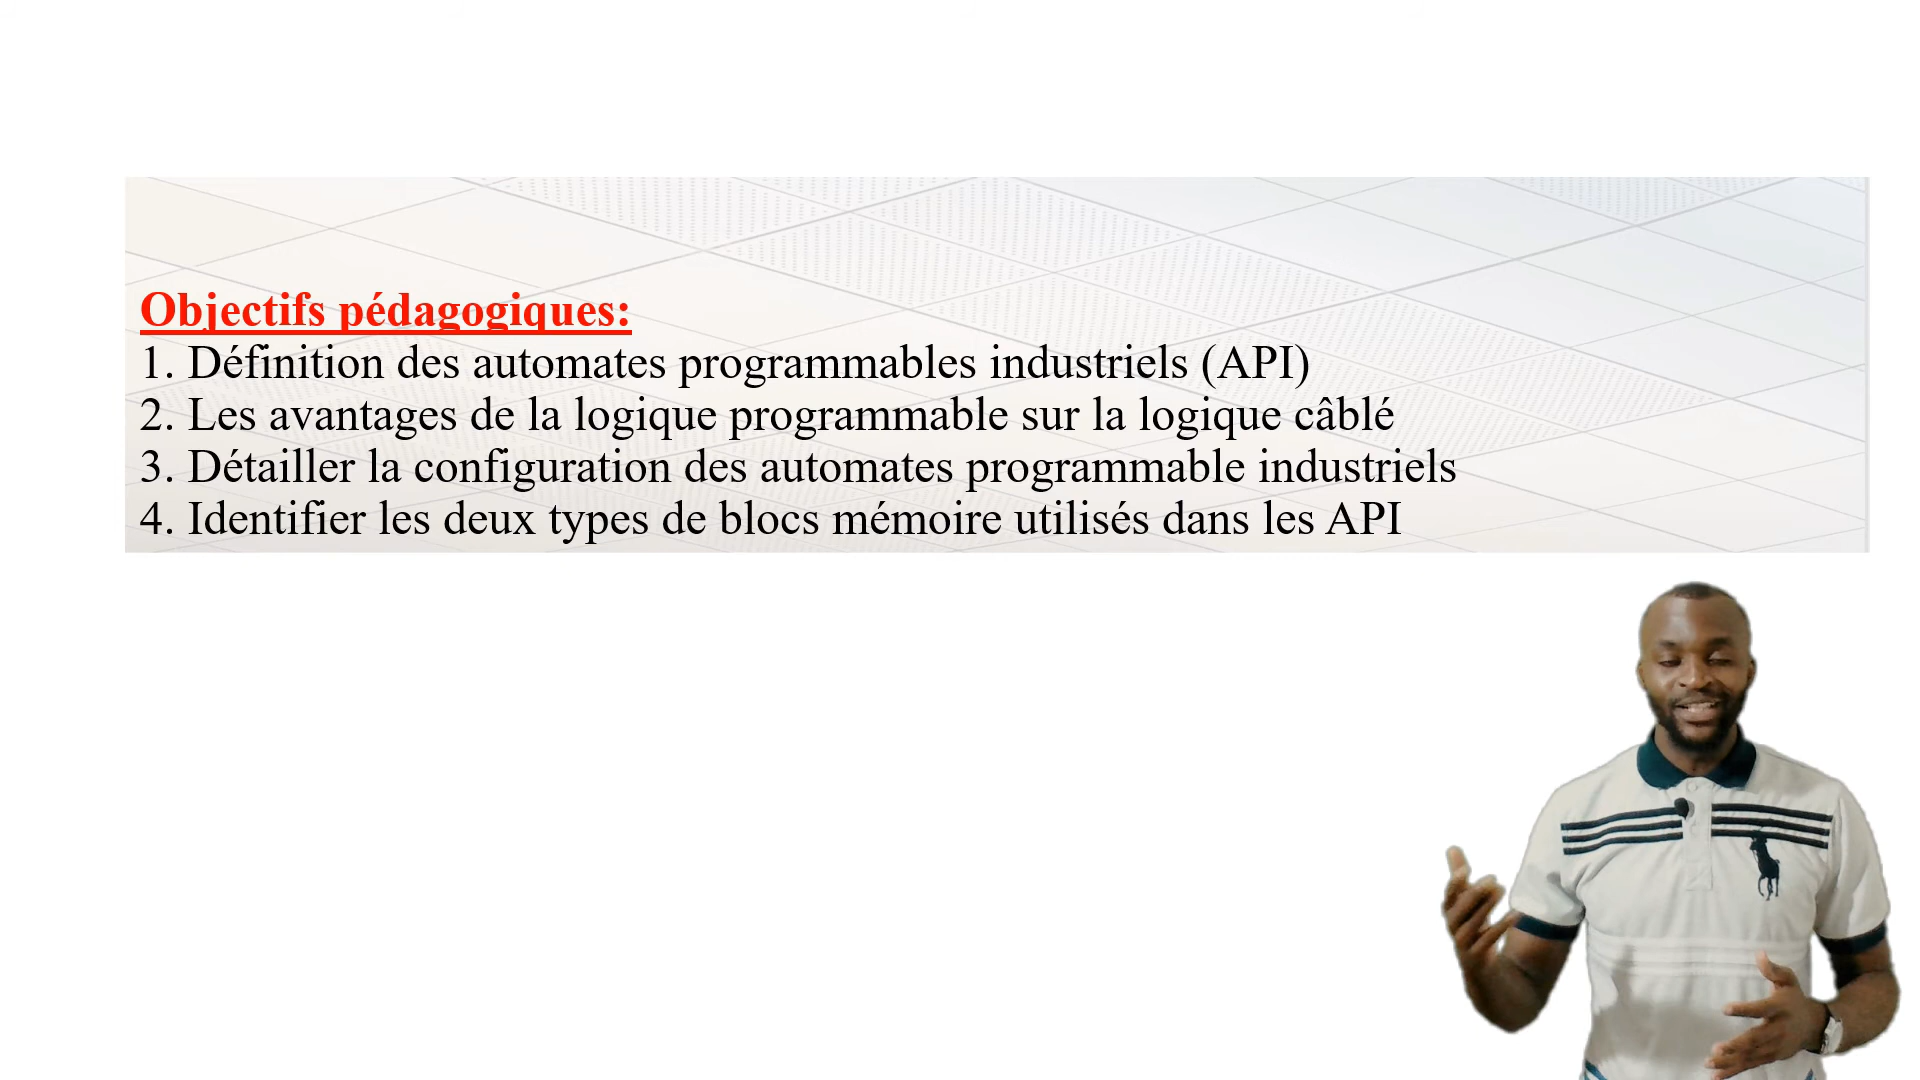 Objectifs pédagogiques:
1. Définition des automates programmables industriels (API)
2. Les avantages de la logique programmable sur la logique câblé
3. Détailler la configuration des automates programmable industriels
4. Identifier les deux types de blocs mémoire utilisés dans les API